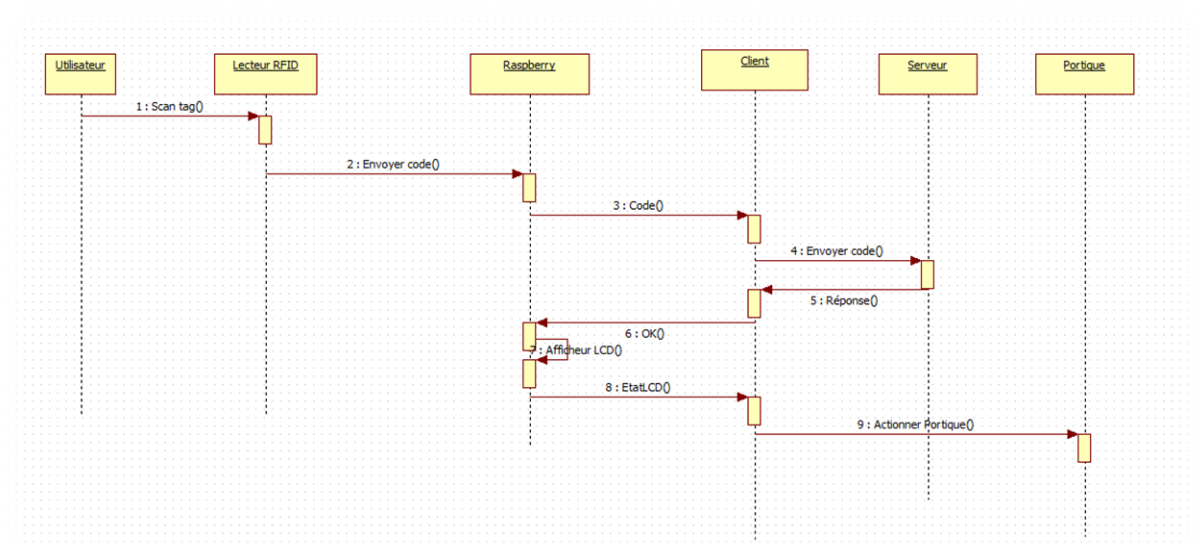 Utilisateur
Lecteur RFID
Raspberry
Client
Serveur
Portique
1 : Scan tag()
2 : Envoyer code()
3 : Code()
4 : Envoyer code()
5 : Réponse()
6 : OK()
7 : Afficheur LCD()
8 : EtatLCD()
9 : Actionner Portique()